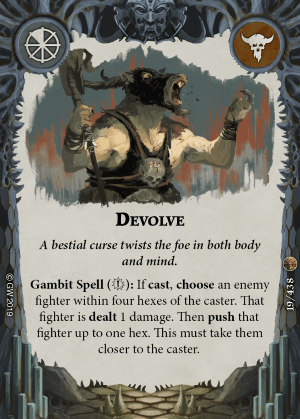 DEVOLVE
A bestial curse twists the foe in both body
and mind.
Gambit Spell ( ): If cast, choose an enemy
fighter within four hexes of the caster. That
fighter is dealt 1 damage. Then push that
fighter up to one hex. This must take them
closer to the caster.
© GW 2019
19/438